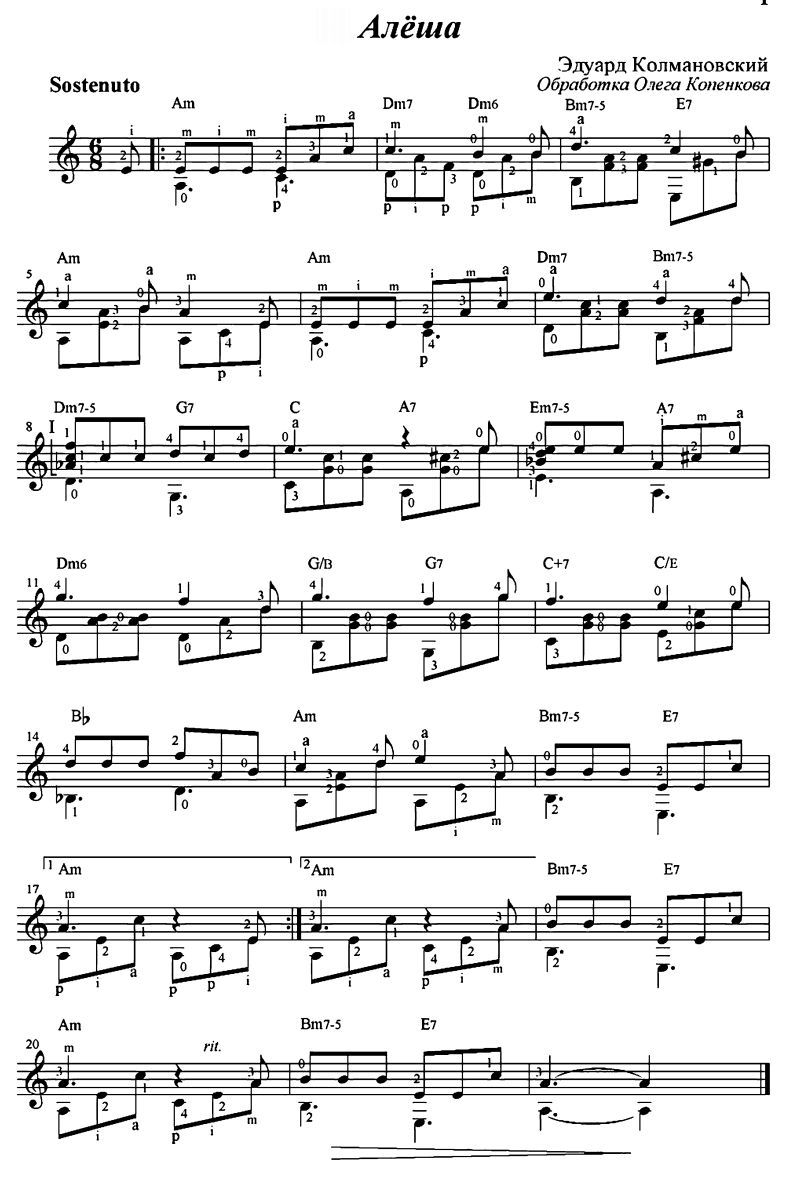 Алёша
Эдуард Колмановский
Sostenuto
Обработка Олега Копенкова
Am Dm7 Dm6 Bm7-5 E7
i m i m i m a m a
p p i p p i m
5 Am Am Dm7 Bm7-5
a a m m i m i m a a a
p i p
8 I Dm7-5 G7 C A7 Em7-5 A7
a i m a
11 Dm6 G/B G7 C+7 C/E
14 B♭ Am Bm7-5 E7
a a
i m
17 1 Am 2 Am Bm7-5 E7
m m
p i a p p i i a p i m
20 Am rit. Bm7-5 E7
m
i a p i m